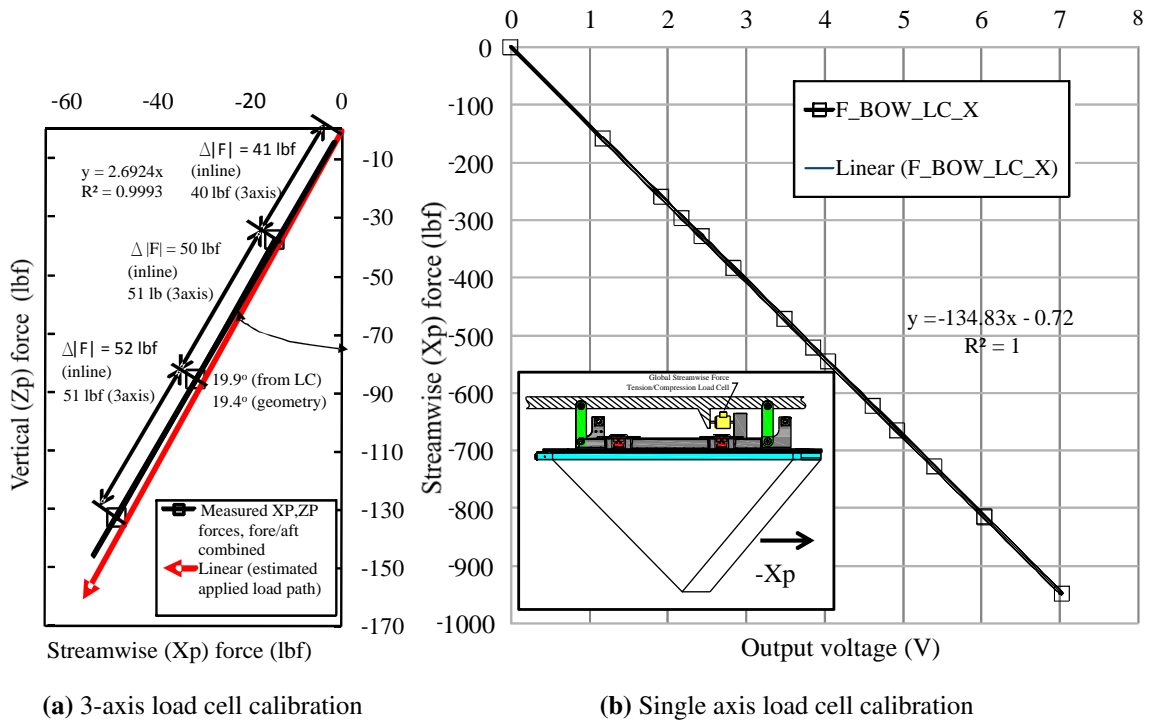 -60 -40 -20 0
-10
-30
-50
-70
-90
-110
-130
-150
-170
Vertical (Zp) force (lbf)
Δ|F| = 41 lbf
(inline)
40 lbf (3axis)
y = 2.6924x
R² = 0.9993
Δ |F| = 50 lbf
(inline)
51 lb (3axis)
Δ|F| = 52 lbf
(inline)
51 lbf (3axis)
19.9º (from LC)
19.4º (geometry)
Measured XP,ZP
forces, fore/aft
combined
Linear (estimated
applied load path)
Streamwise (Xp) force (lbf)
(a) 3-axis load cell calibration
0 1 2 3 4 5 6 7 8
0
-100
-200
-300
-400
-500
-600
-700
-800
-900
-1000
Streamwise (Xp) force (lbf)
F_BOW_LC_X
Linear (F_BOW_LC_X)
y =-134.83x - 0.72
R² = 1
Global Streamwise Force
Tension/Compression Load Cell
-Xp
Output voltage (V)
(b) Single axis load cell calibration